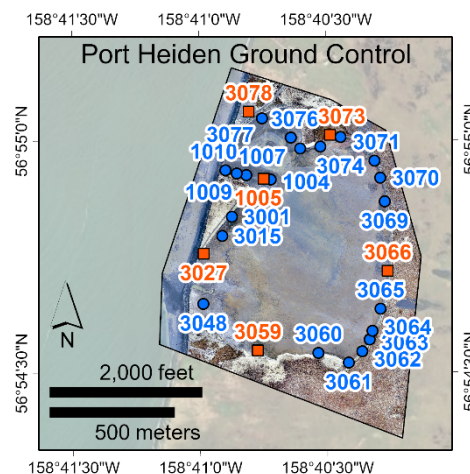 158°41'30"W 158°41'0"W 158°40'30"W
Port Heiden Ground Control
3078
3076
3073
3077
56°55'0"N
56°55'0"N
1010
1007
3071
3074
1009
1005
1004
3070
3001
3069
3015
3027
3066
3065
3048
3064
3059
3060
3063
3062
3061
N
2,000 feet
500 meters
56°54'30"N
56°54'30"N
158°41'30"W 158°41'0"W 158°40'30"W